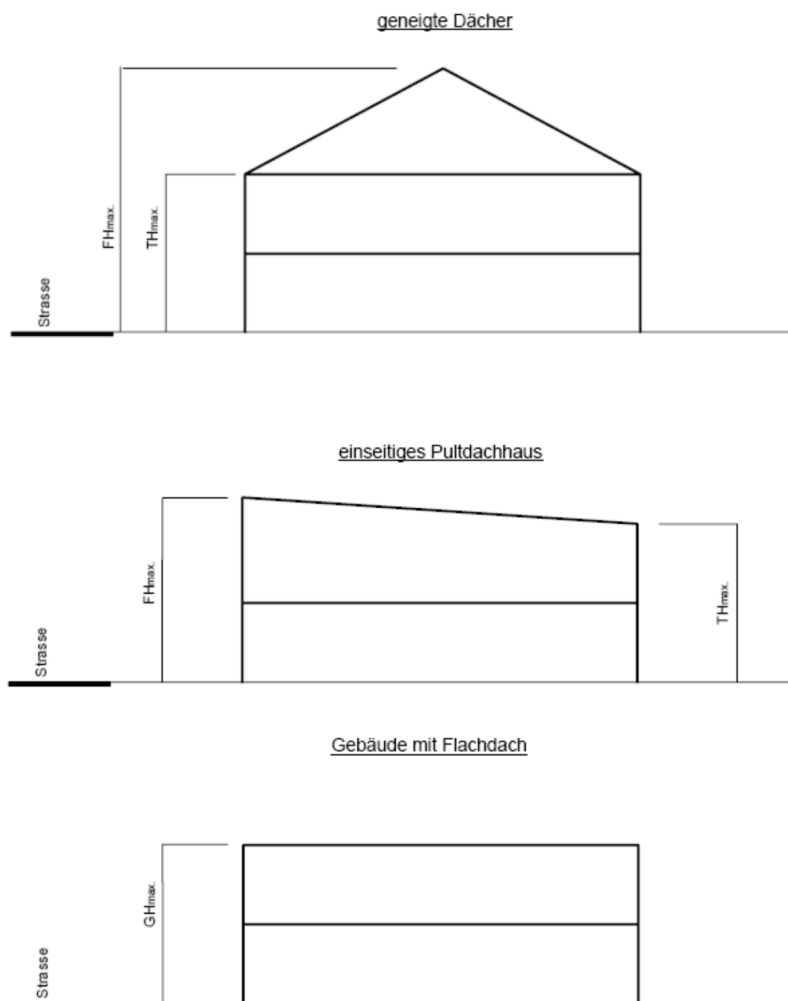 geneigte Dächer
FHmax.
THmax.
Strasse
einseitiges Pultdachhaus
FHmax.
THmax.
Strasse
Gebäude mit Flachdach
GHmax.
Strasse